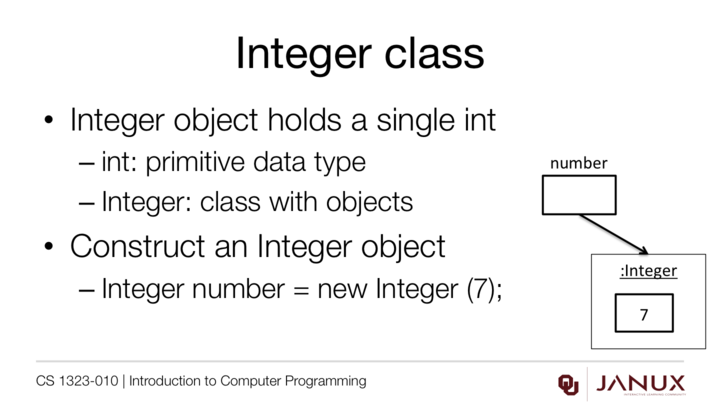 Integer class
• Integer object holds a single int
– int: primitive data type
– Integer: class with objects
• Construct an Integer object
– Integer number = new Integer (7);
number
:Integer
7
CS 1323-010 | Introduction to Computer Programming
JANUX
INTERACTIVE LEARNING COMMUNITY